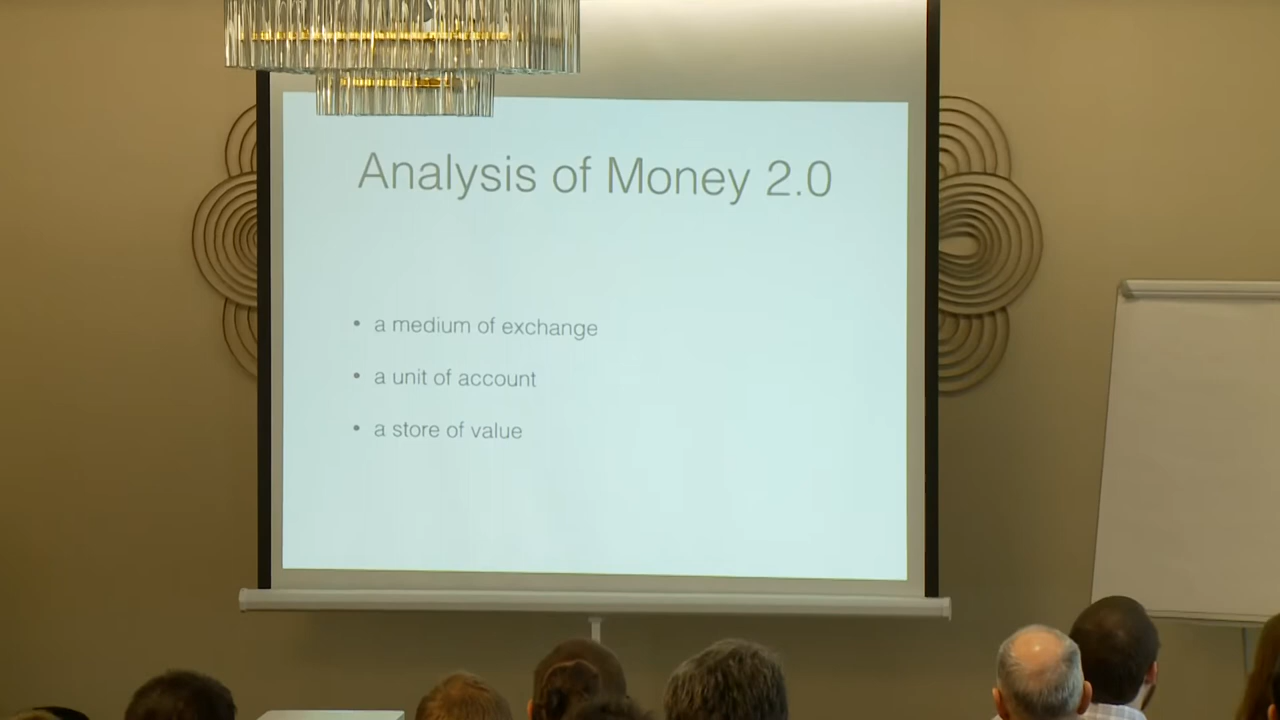 Analysis of Money 2.0
• a medium of exchange
• a unit of account
• a store of value